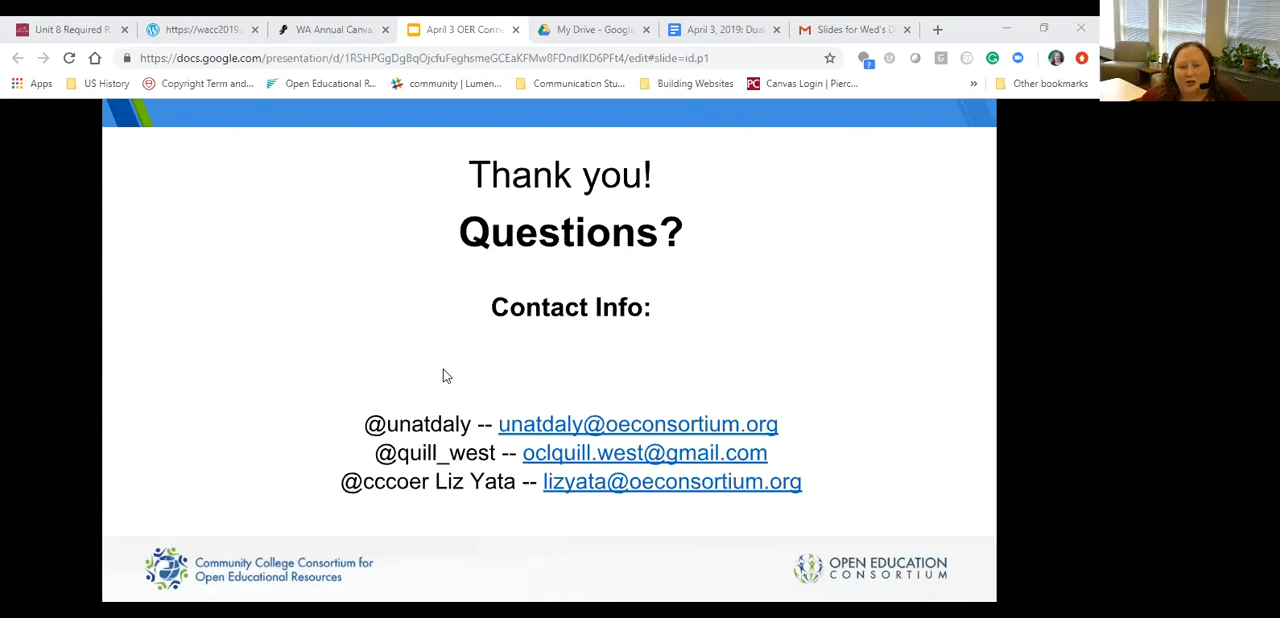 Unit 8 Required R
https://wacc2019.
WA Annual Canva
April 3 OER Conne
My Drive - Google
April 3, 2019: Dual
Slides for Wed's D
https://docs.google.com/presentation/d/1RSHPGgDgBqOjcfuFeghsmsGCEaKFMw8FDndIKD6PFt4/edit#slide=id.p1
Apps
US History
Copyright Term and...
Open Educational R...
community | Lumen...
Communication Stu...
Building Websites
Canvas Login | Pierc...
»
Other bookmarks
Thank you!
Questions?
Contact Info:
@unatdaly -- unatdaly@oeconsortium.org
@quill_west -- oclquill.west@gmail.com
@cccoer Liz Yata -- lizyata@oeconsortium.org
Community College Consortium for
Open Educational Resources
OPEN EDUCATION
CONSORTIUM